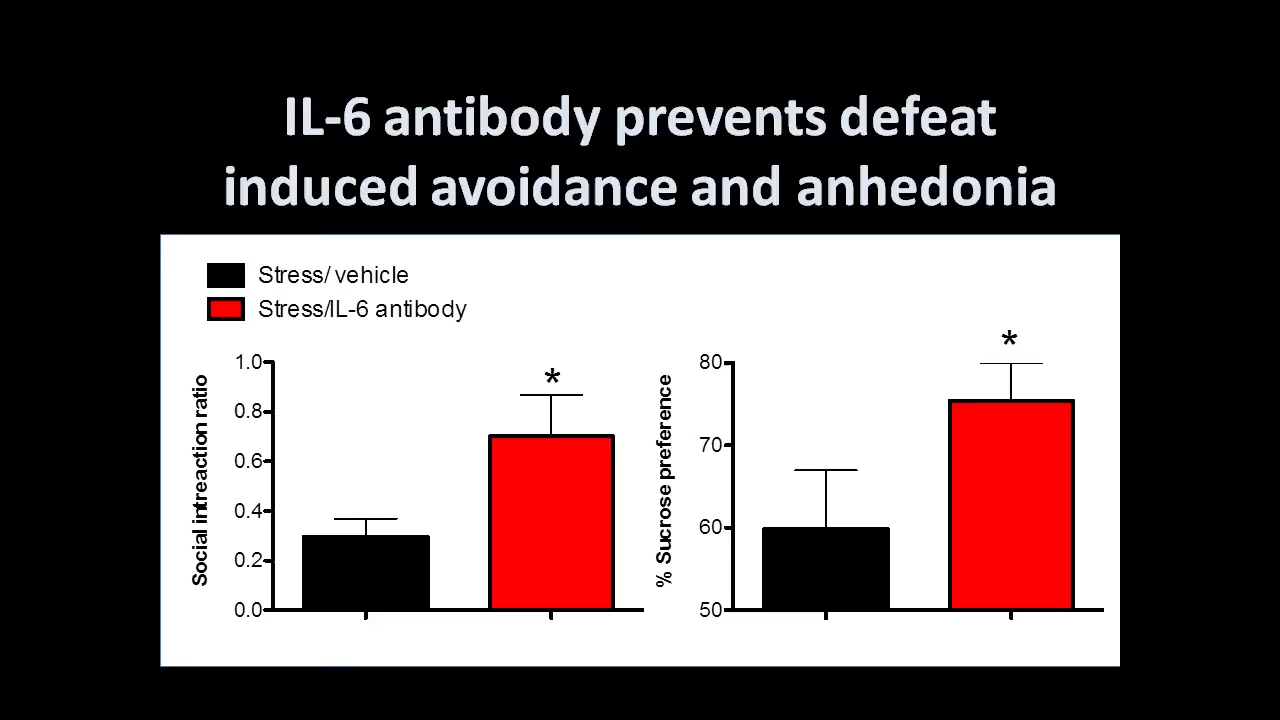 IL-6 antibody prevents defeat
induced avoidance and anhedonia
Stress/ vehicle
Stress/IL-6 antibody
Social intreaction ratio
1.0
0.8
0.6
0.4
0.2
0.0
*
% Sucrose preference
80
70
60
50
*